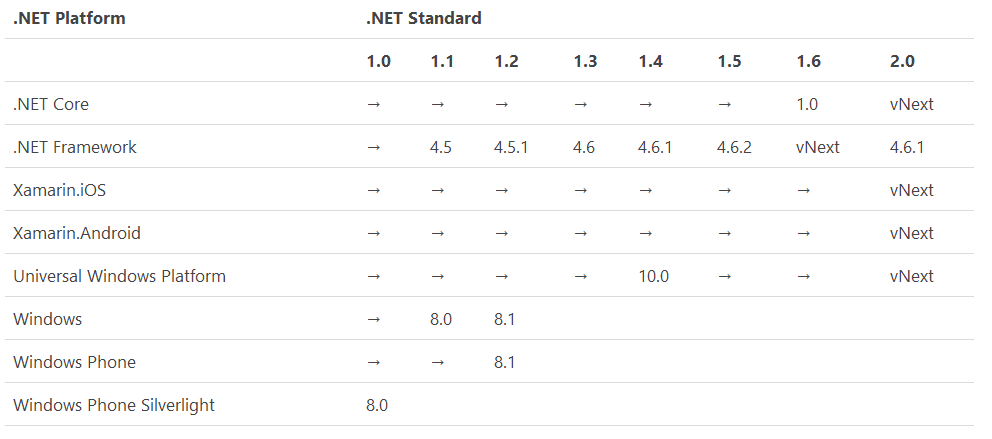 .NET Platform .NET Standard
1.0 1.1 1.2 1.3 1.4 1.5 1.6 2.0
.NET Core → → → → → → 1.0 vNext
.NET Framework → 4.5 4.5.1 4.6 4.6.1 4.6.2 vNext 4.6.1
Xamarin.iOS → → → → → → → vNext
Xamarin.Android → → → → → → → vNext
Universal Windows Platform → → → → 10.0 → → vNext
Windows → 8.0 8.1
Windows Phone → → 8.1
Windows Phone Silverlight 8.0